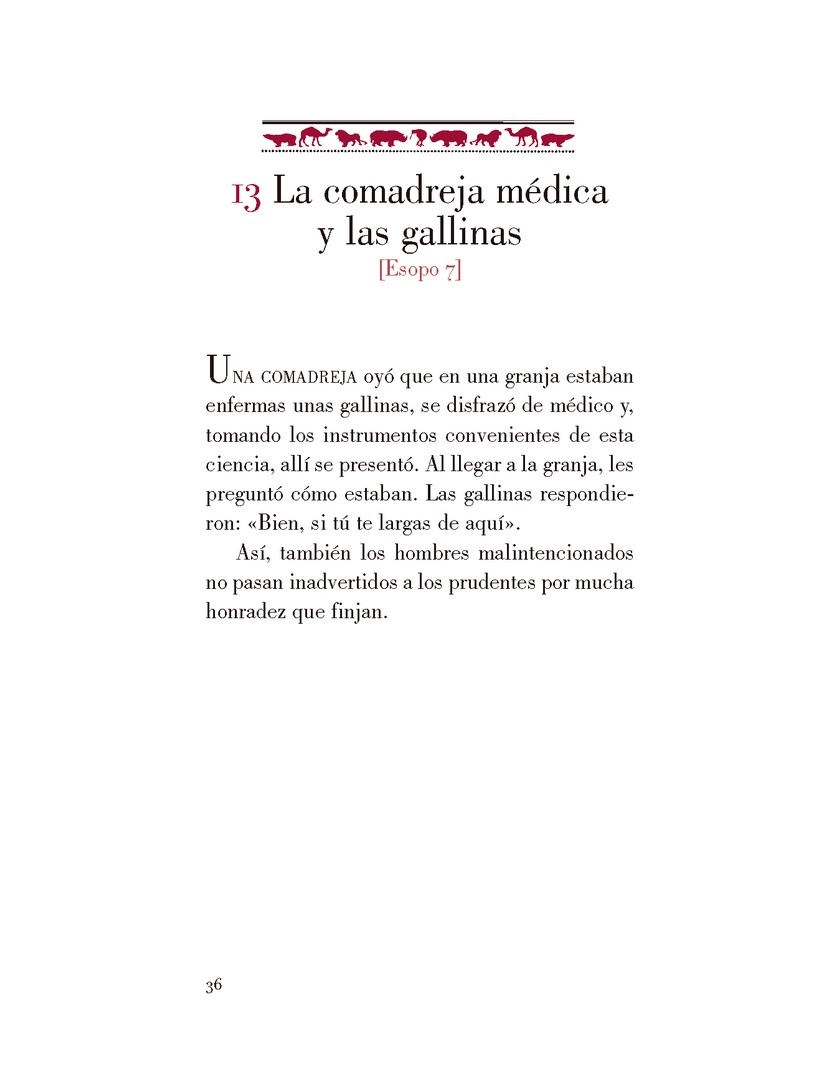 13 La comadreja médica
y las gallinas
[Esopo 7]
UNA COMADREJA oyó que en una granja estaban
enfermas unas gallinas, se disfrazó de médico y,
tomando los instrumentos convenientes de esta
ciencia, allí se presentó. Al llegar a la granja, les
preguntó cómo estaban. Las gallinas respondie-
ron: «Bien, si tú te largas de aquí».
Así, también los hombres malintencionados
no pasan inadvertidos a los prudentes por mucha
honradez que finjan.
36